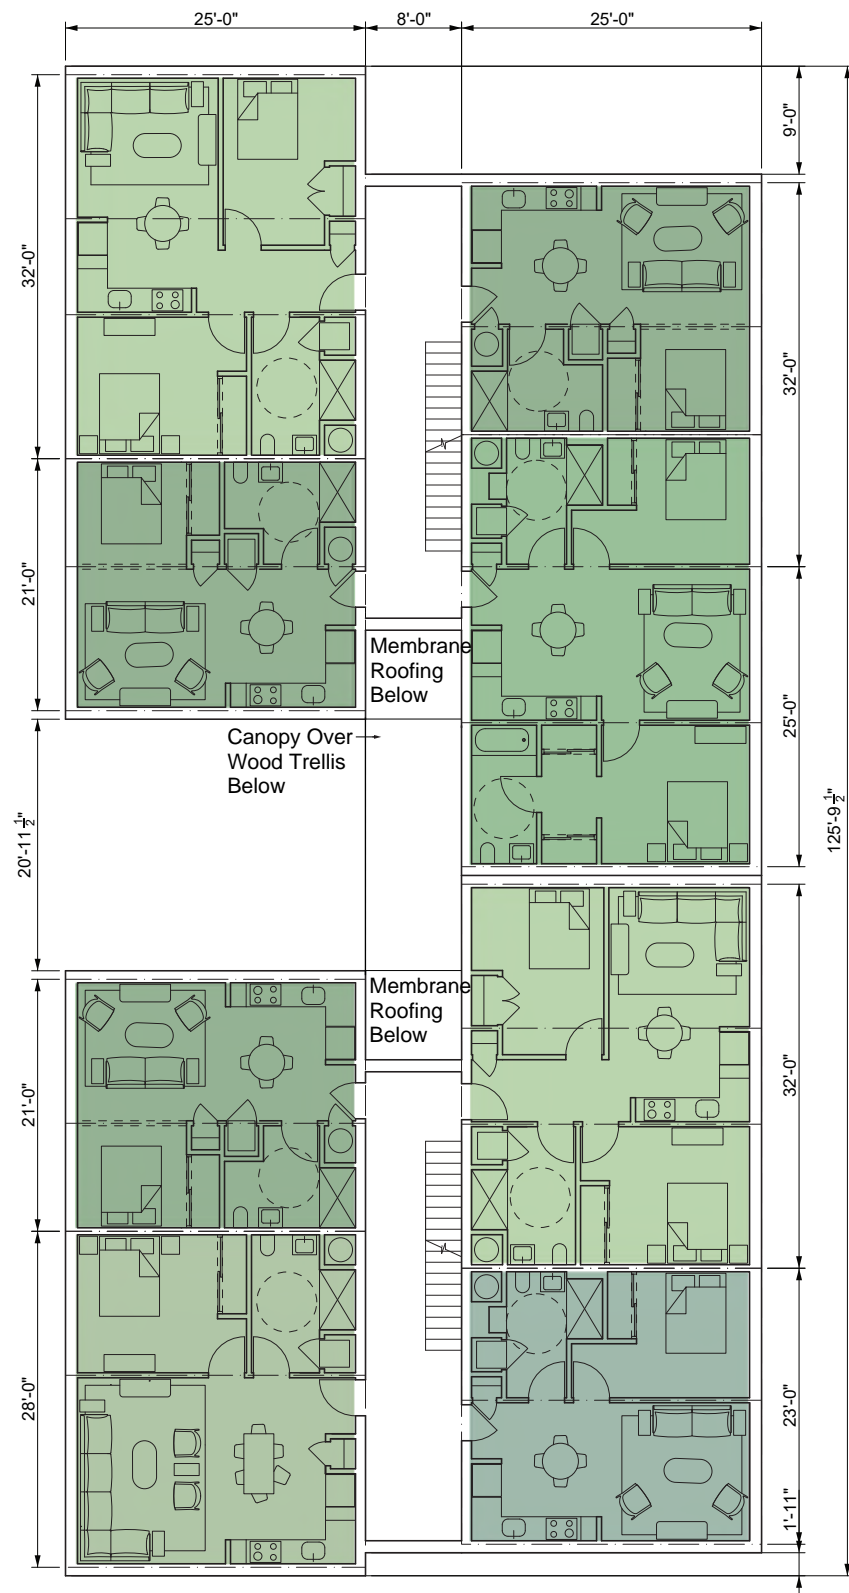 25'-0"
8'-0"
25'-0"
9'-0"
32'-0"
32'-0"
21'-0"
Membrane
Roofing
Below
Canopy Over
Wood Trellis
Below
25'-0"
20'-11 1/2"
125'-9 1/2"
Membrane
Roofing
Below
21'-0"
32'-0"
28'-0"
23'-0"
1'-11"